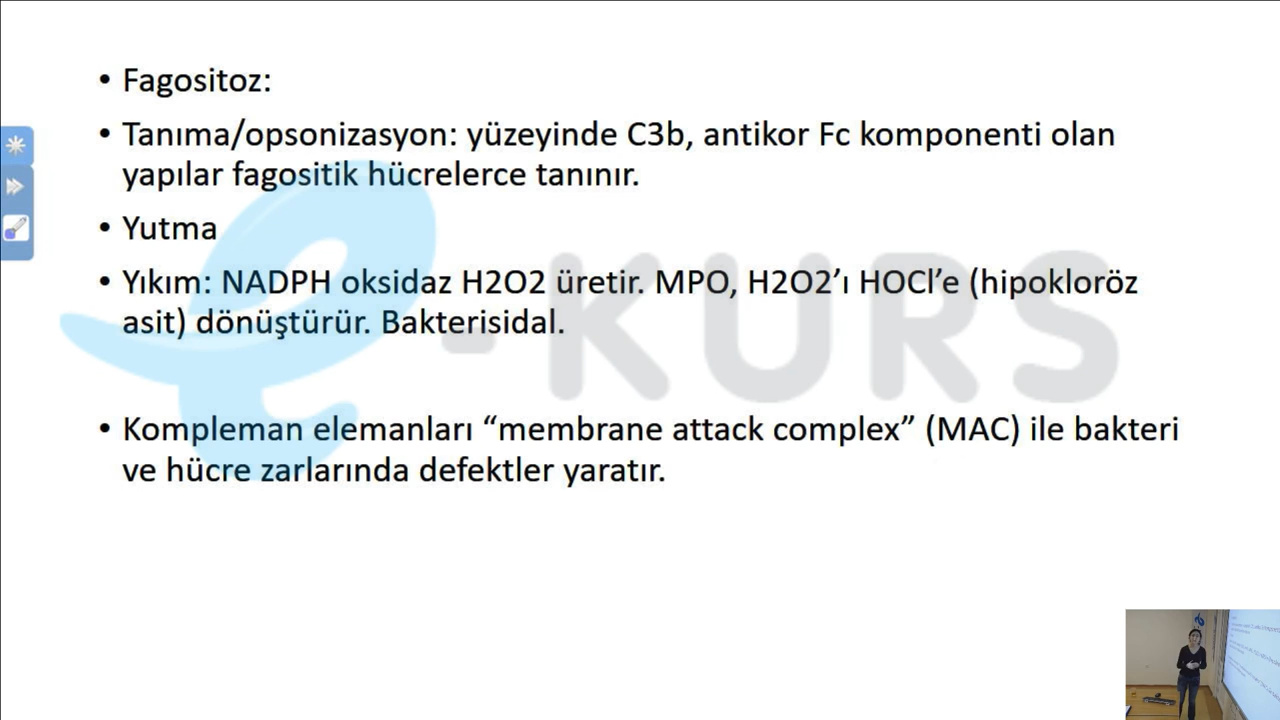 • Fagositoz:
• Tanıma/opsonizasyon: yüzeyinde C3b, antikor Fc komponenti olan
yapılar fagositik hücrelerce tanınır.
• Yutma
• Yıkım: NADPH oksidaz H2O2 üretir. MPO, H2O2’ı HOCl’e (hipokloröz
asit) dönüştürür. Bakterisidal.
• Kompleman elemanları “membrane attack complex” (MAC) ile bakteri
ve hücre zarlarında defektler yaratır.
e-KURS